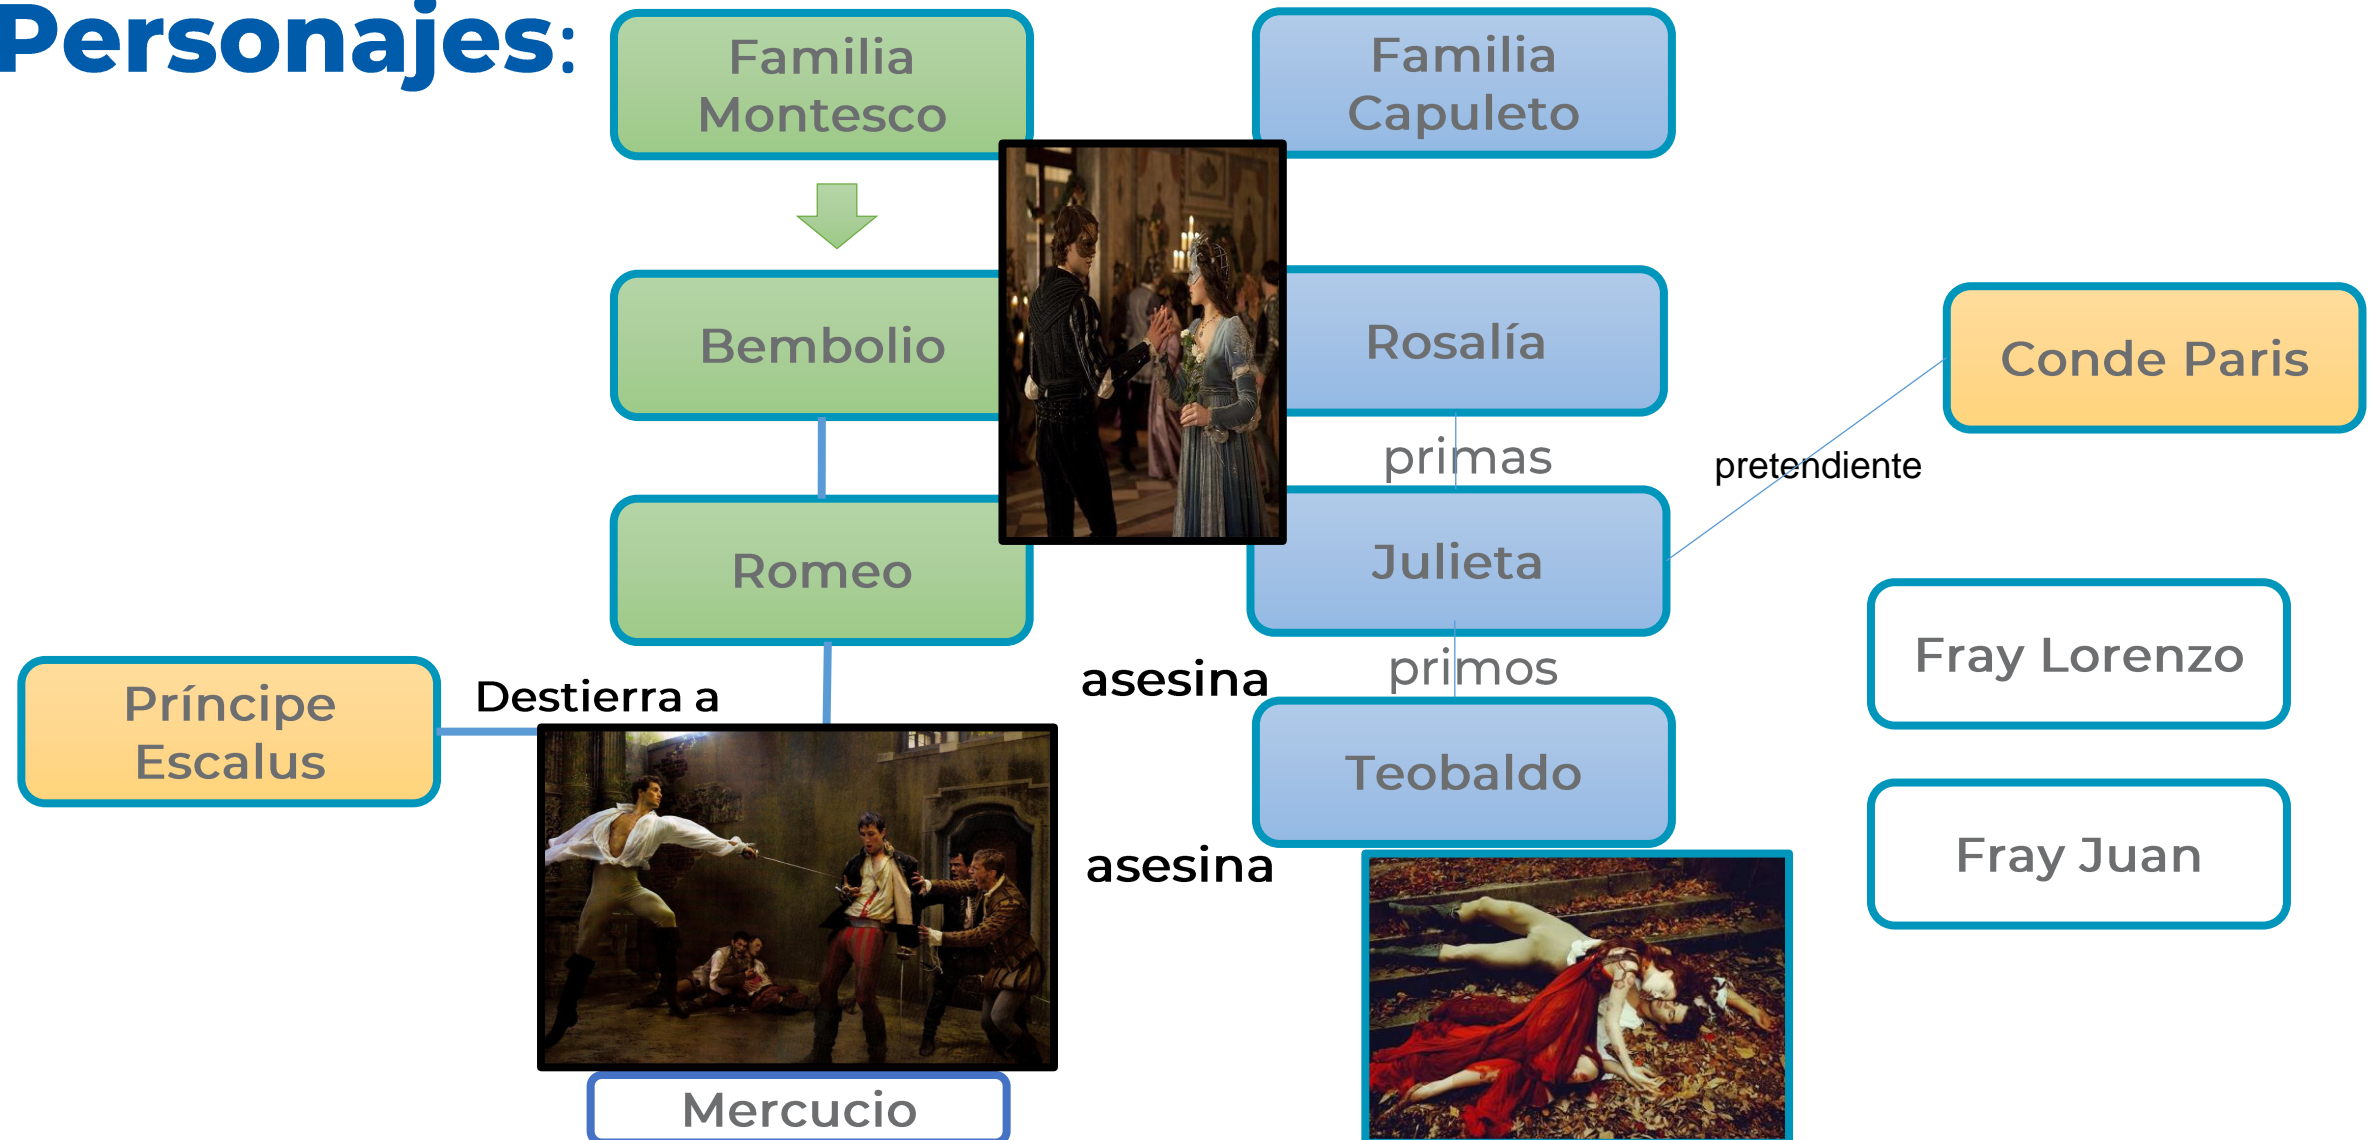 Personajes:
Familia
Montesco
Familia
Capuleto
Bembolio
Rosalía
Conde Paris
primas
pretendiente
Romeo
Julieta
Príncipe
Escalus
Destierra a
asesina
primos
Fray Lorenzo
Teobaldo
asesina
Fray Juan
Mercucio